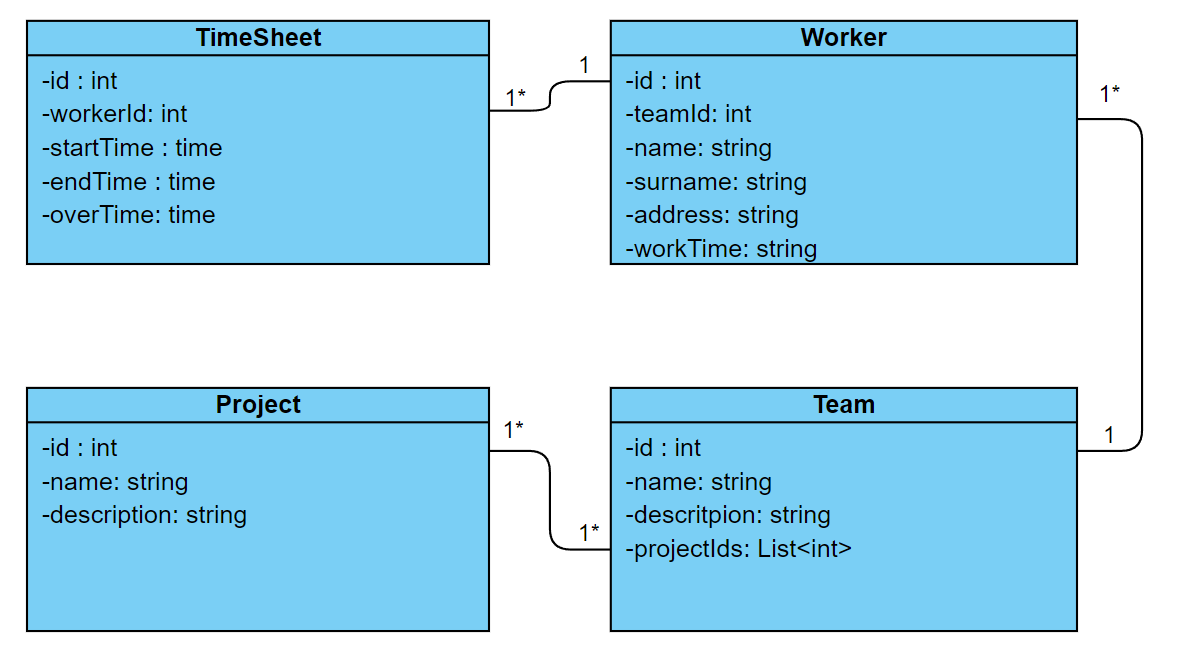 TimeSheet
-id : int
-workerId: int
-startTime : time
-endTime : time
-overTime: time
1*
1
Worker
-id : int
-teamId: int
-name: string
-surname: string
-address: string
-workTime: string
1*
Project
-id : int
-name: string
-description: string
1*
1*
Team
-id : int
-name: string
-descritpion: string
-projectIds: List<int>
1